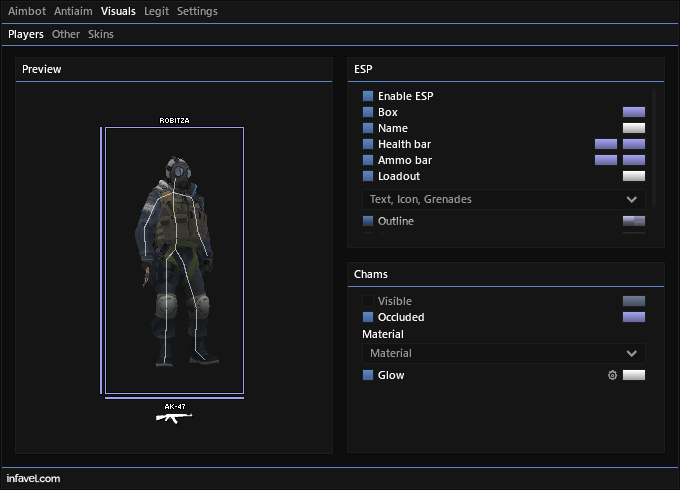 Aimbot Antiaim Visuals Legit Settings
Players Other Skins
Preview
ROBITZA
AK-47
ESP
Enable ESP
Box
Name
Health bar
Ammo bar
Loadout
Text, Icon, Grenades
Outline
Chams
Visible
Occluded
Material
Material
Glow
infavel.com